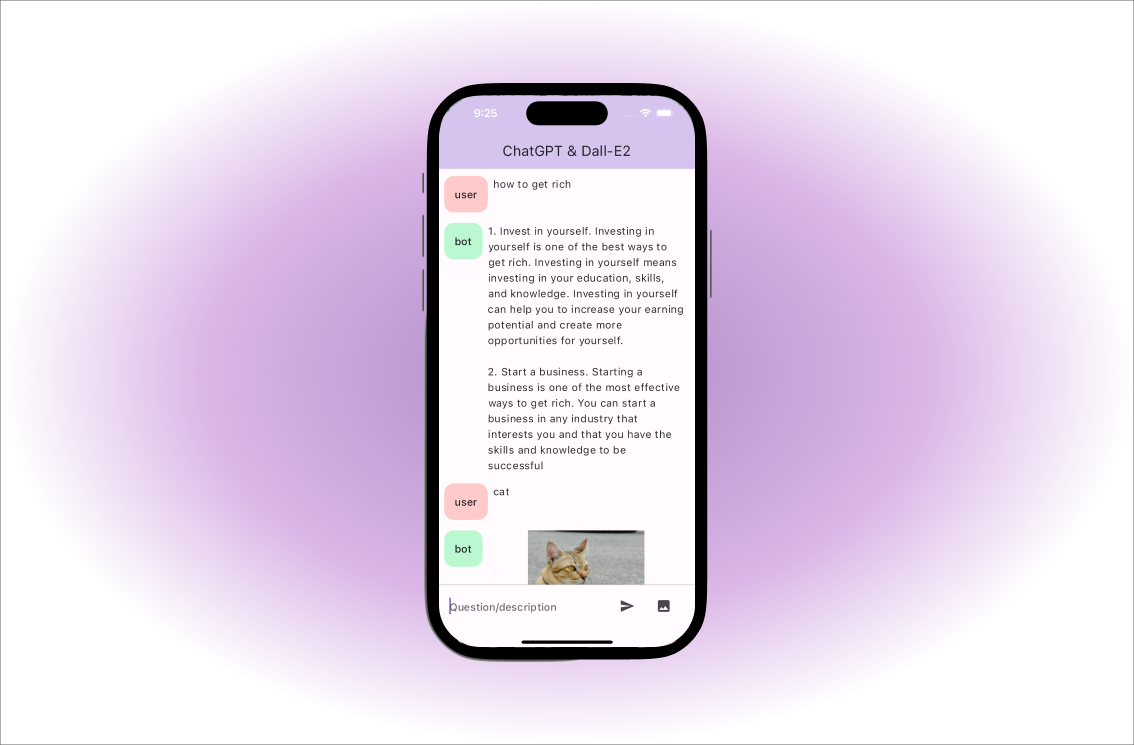 9:25
ChatGPT & Dall-E2
user
how to get rich
bot
1. Invest in yourself. Investing in
yourself is one of the best ways to
get rich. Investing in yourself means
investing in your education, skills,
and knowledge. Investing in yourself
can help you to increase your earning
potential and create more
opportunities for yourself.
2. Start a business. Starting a
business is one of the most effective
ways to get rich. You can start a
business in any industry that
interests you and that you have the
skills and knowledge to be
successful
user
cat
bot
Question/description